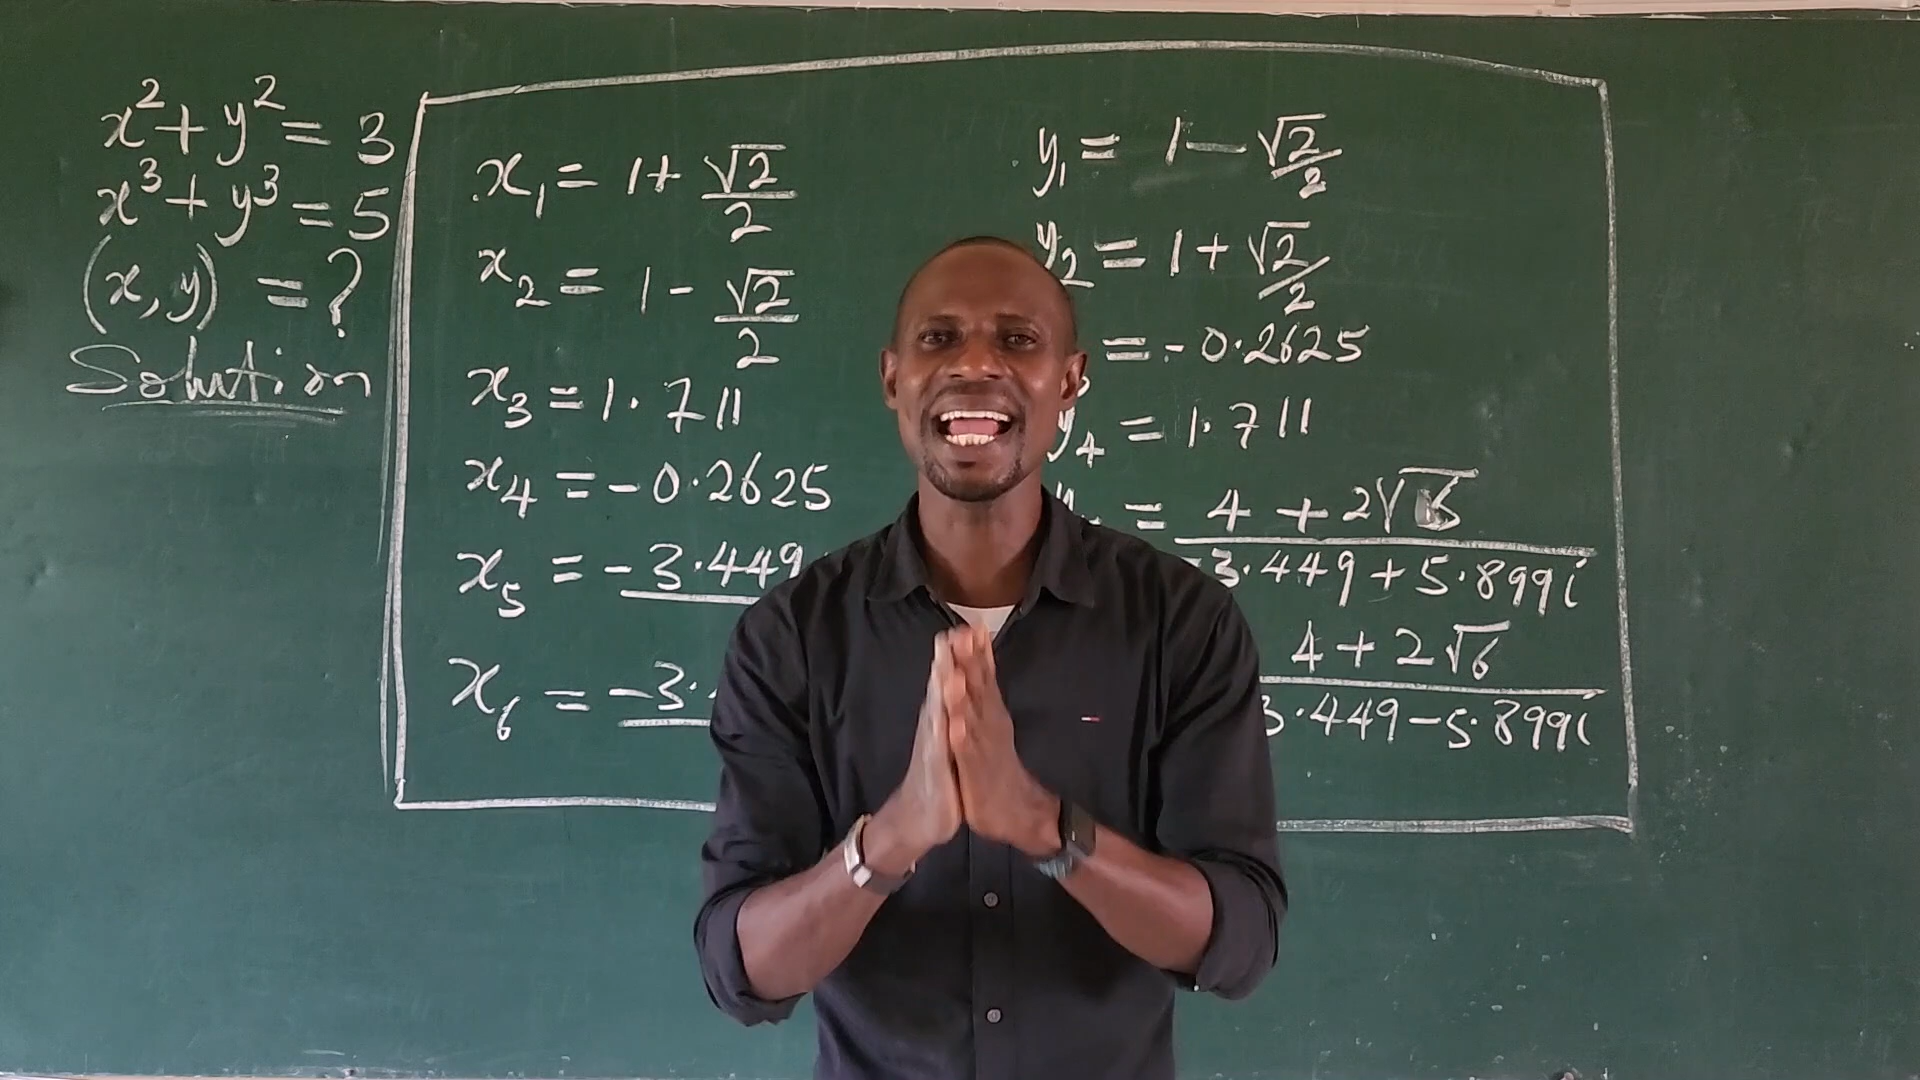 x² + y² = 3
x³ + y³ = 5
(x, y) = ?
Solution
x₁ = 1 + √2/2
x₂ = 1 - √2/2
x₃ = 1.711
x₄ = -0.2625
x₅ = -3.449
x₆ = -3.
y₁ = 1 - √2/2
y₂ = 1 + √2/2
= -0.2625
y₄ = 1.711
= 4 + 2√6 / -3.449 + 5.899i
4 + 2√6 / 3.449 - 5.899i